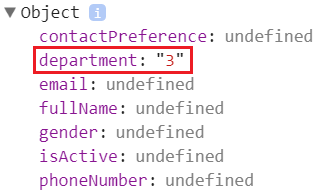 Object i
contactPreference: undefined
department: "3"
email: undefined
fullName: undefined
gender: undefined
isActive: undefined
phoneNumber: undefined